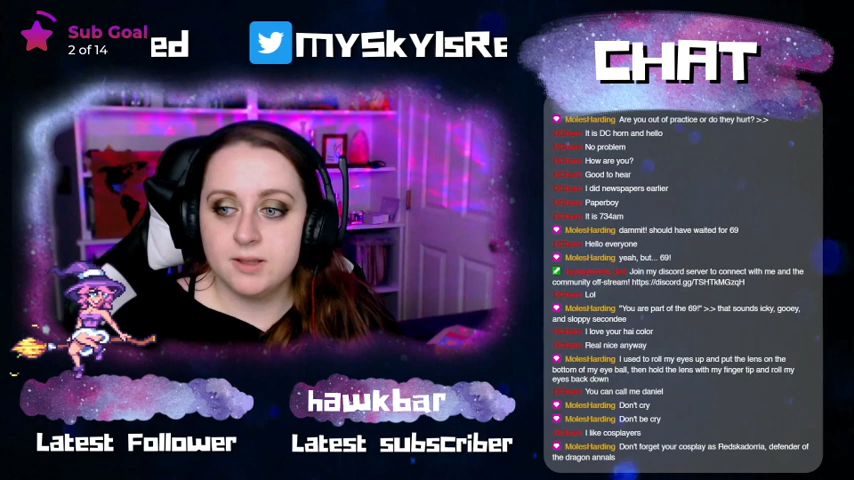 Sub Goal
2 of 14
ed
MYSKYISRE
CHAT
MolesHarding Are you out of practice or do they hurt? >.>
It is DC horn and hello
No problem
How are you?
Good to hear
I did newspapers earlier
Paperboy
It is 734am
MolesHarding dammit! should have waited for 69
Hello everyone
MolesHarding yeah, but... 69!
Join my discord server to connect with me and the
community off-stream! https://discord.gg/TSHTkMGzqH
Lol
MolesHarding "You are part of the 69!" >.> that sounds icky, gooey,
and sloppy secondee
I love your hai color
Real nice anyway
MolesHarding I used to roll my eyes up and put the lens on the
bottom of my eye ball, then hold the lens with my finger tip and roll my
eyes back down
You can call me daniel
MolesHarding Don't cry
MolesHarding Don't be cry
I like cosplayers
MolesHarding Don't forget your cosplay as Redskadorria, defender of
the dragon annals
hawkbar
Latest Follower
Latest subscriber